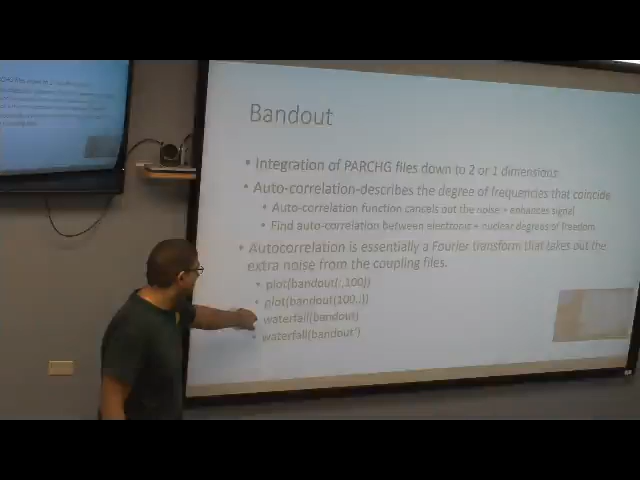 Bandout
• Integration of PARCHG files down to 2 or 1 dimensions
• Auto-correlation-describes the degree of frequencies that coincide
• Auto-correlation function cancels out the noise + enhances signal
• Find auto-correlation between electronic + nuclear degrees of freedom
• Autocorrelation is essentially a Fourier transform that takes out the
extra noise from the coupling files.
• plot(bandout(:,100))
• plot(bandout(100,:))
waterfall(bandout)
• waterfall(bandout')